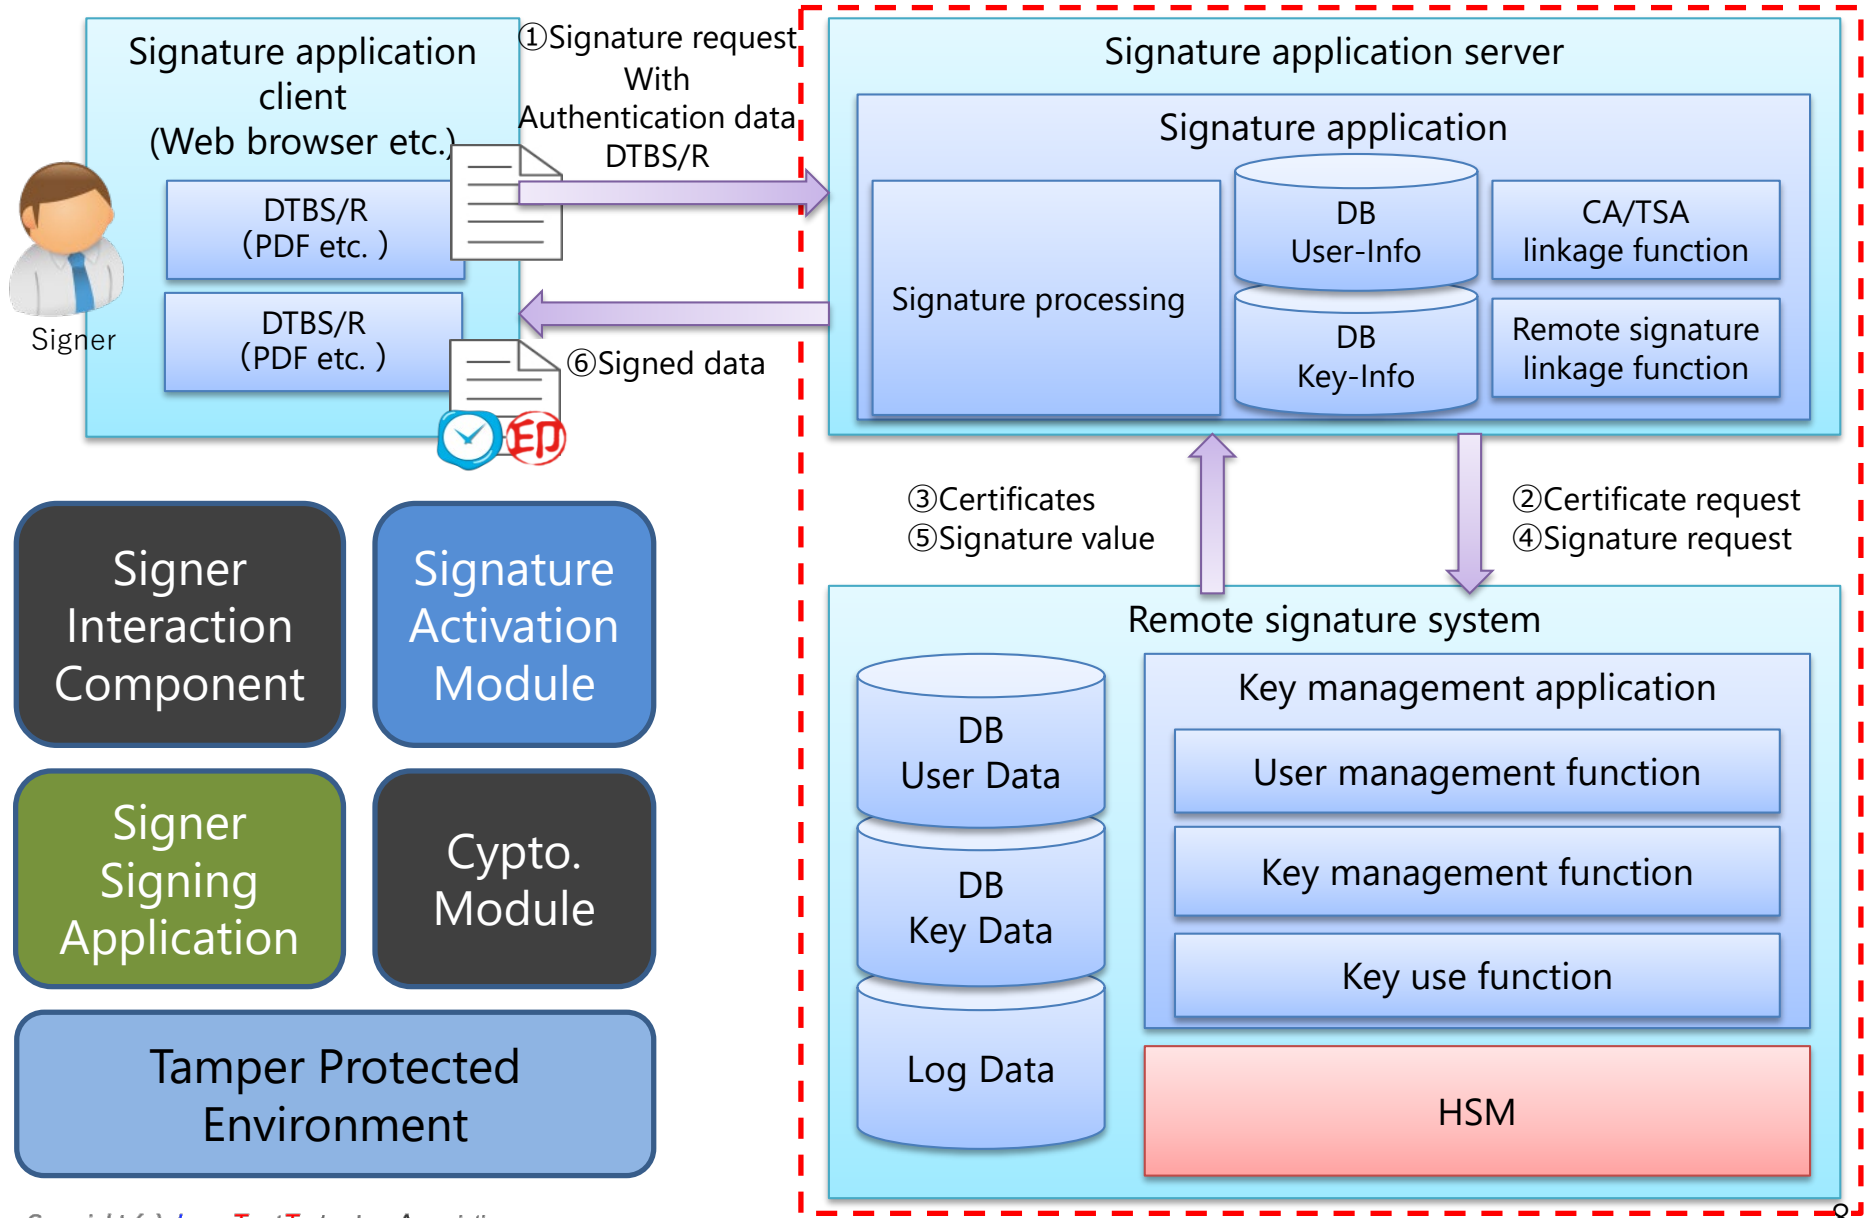 Signature application
client
(Web browser etc.)
DTBS/R
(PDF etc. )
DTBS/R
(PDF etc. )
Signer
①Signature request
With
Authentication data
DTBS/R
⑥Signed data
印
Signature application server
Signature application
Signature processing
DB
User-Info
DB
Key-Info
CA/TSA
linkage function
Remote signature
linkage function
③Certificates
⑤Signature value
②Certificate request
④Signature request
Remote signature system
DB
User Data
DB
Key Data
Log Data
Key management application
User management function
Key management function
Key use function
HSM
Signer
Interaction
Component
Signature
Activation
Module
Signer
Signing
Application
Cypto.
Module
Tamper Protected
Environment
8